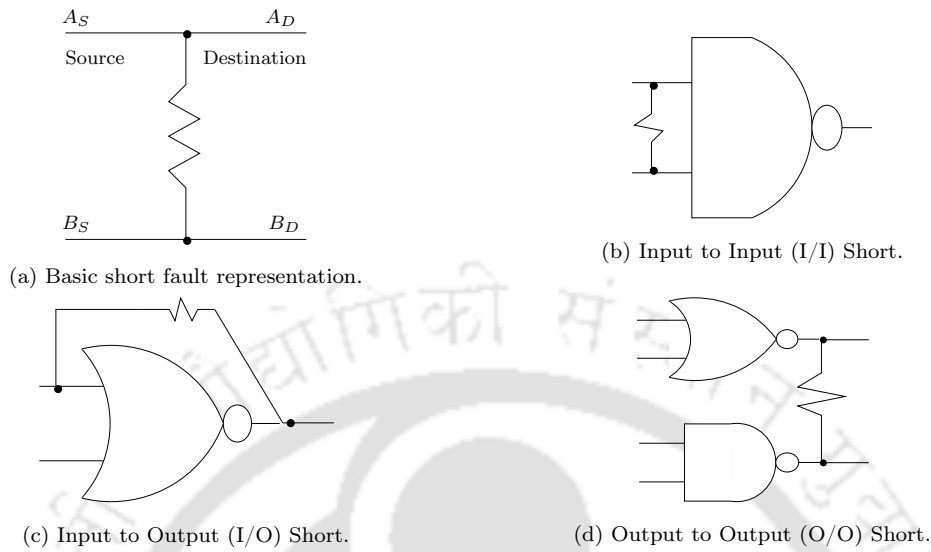 A_S A_D
Source Destination
B_S B_D
(a) Basic short fault representation.
(b) Input to Input (I/I) Short.
(c) Input to Output (I/O) Short.
(d) Output to Output (O/O) Short.